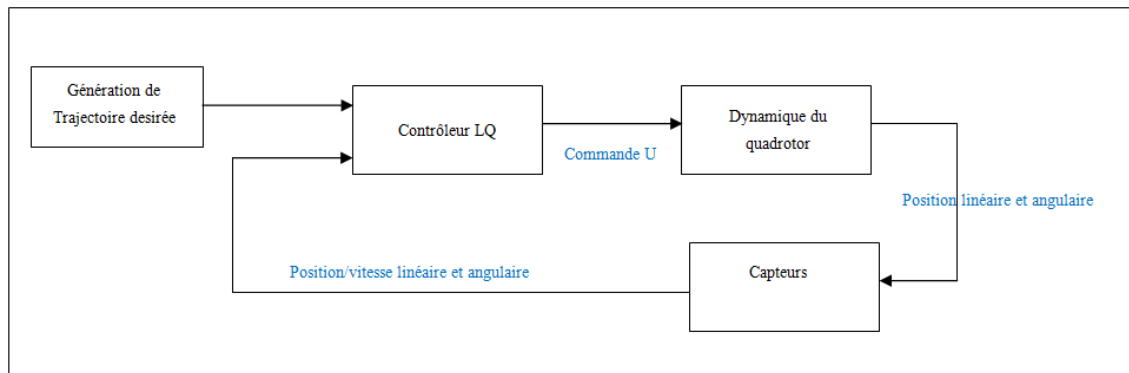 Génération de
Trajectoire desirée
Contrôleur LQ
Commande U
Dynamique du
quadrotor
Position linéaire et angulaire
Position/vitesse linéaire et angulaire
Capteurs